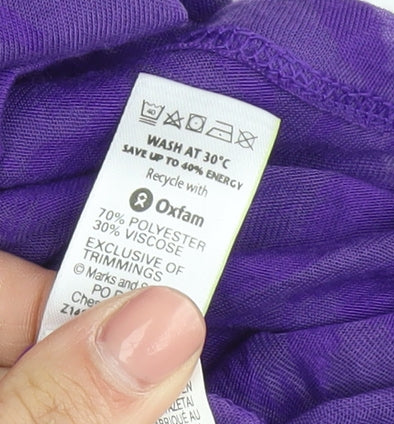 40
WASH AT 30°C
SAVE UP TO 40% ENERGY
Recycle with
Oxfam
70% POLYESTER
30% VISCOSE
EXCLUSIVE OF
TRIMMINGS
© Marks and
PO